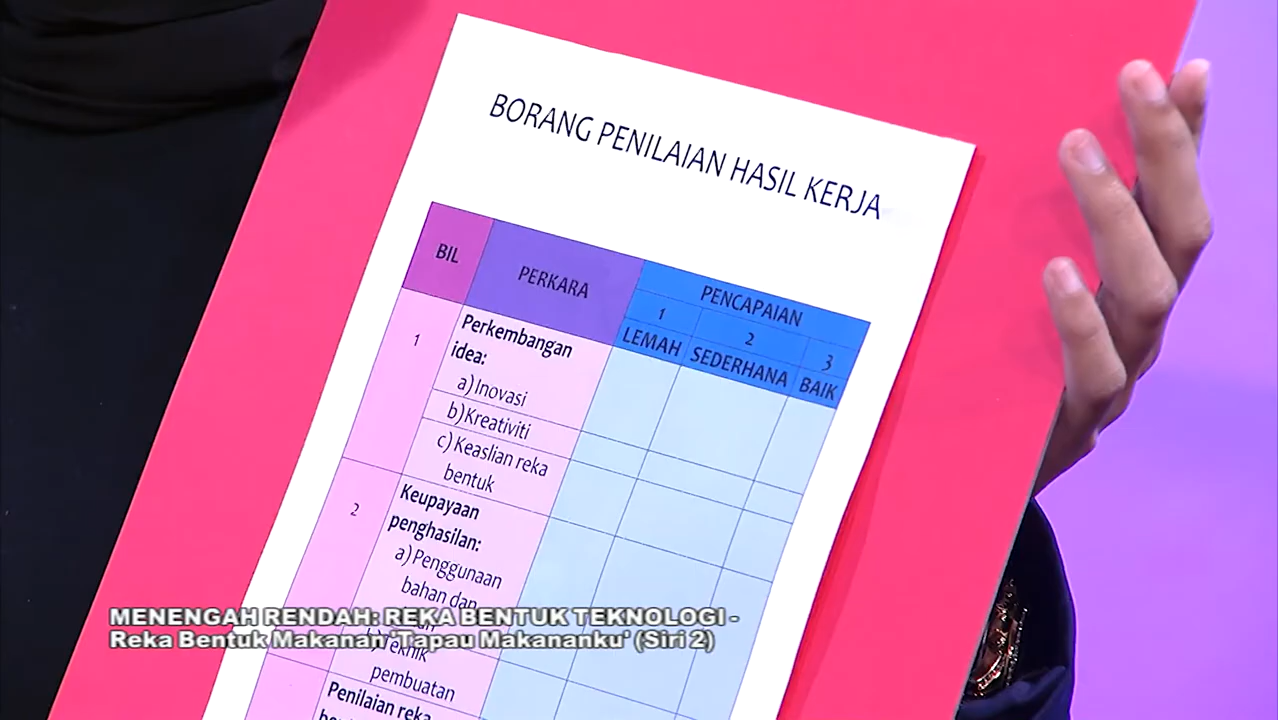 BORANG PENILAIAN HASIL KERJA
BIL
PERKARA
PENCAPAIAN
1
2
3
LEMAH
SEDERHANA
BAIK
1
Perkembangan
idea:
a) Inovasi
b) Kreativiti
c) Keaslian reka
bentuk
2
Keupayaan
penghasilan:
a) Penggunaan
bahan dan
b) Teknik
pembuatan
Penilaian reka
MENENGAH RENDAH: REKA BENTUK TEKNOLOGI -
Reka Bentuk Makanan 'Tapau Makananku' (Siri 2)